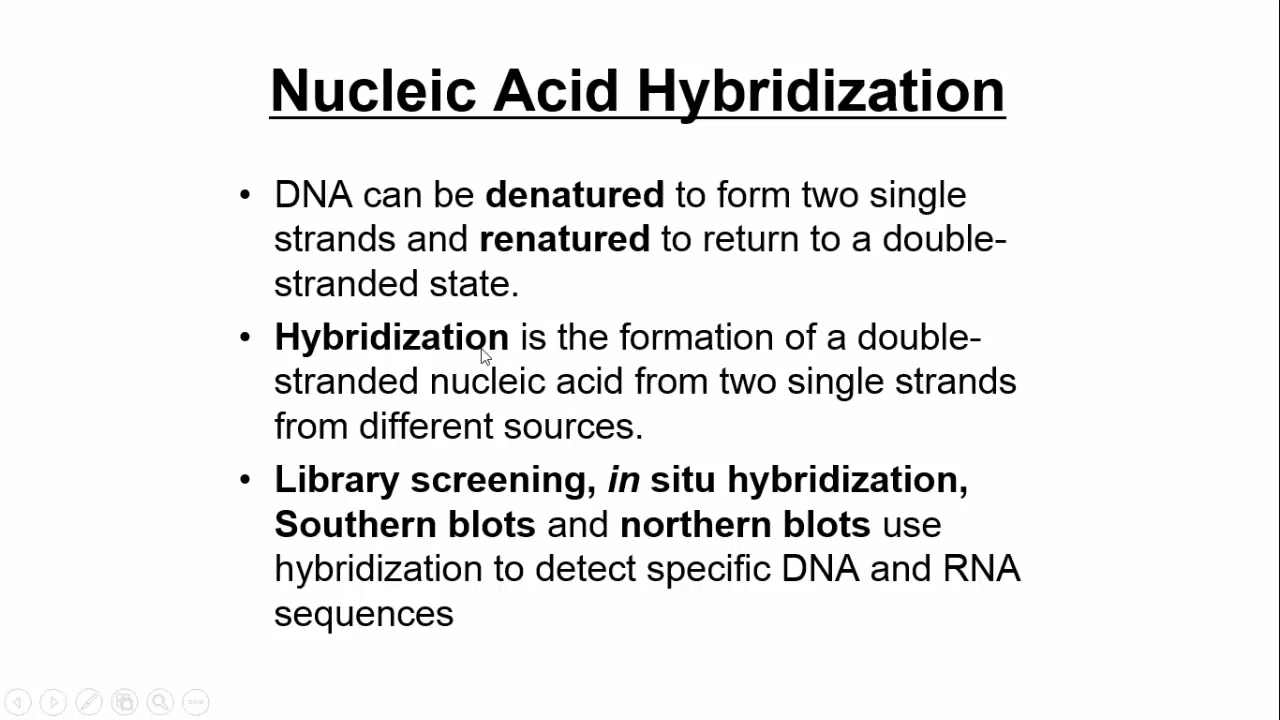 Nucleic Acid Hybridization
• DNA can be denatured to form two single
strands and renatured to return to a double-
stranded state.
• Hybridization is the formation of a double-
stranded nucleic acid from two single strands
from different sources.
• Library screening, in situ hybridization,
Southern blots and northern blots use
hybridization to detect specific DNA and RNA
sequences